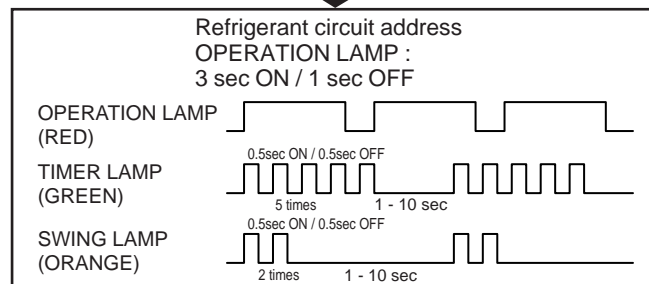 Refrigerant circuit address
OPERATION LAMP :
3 sec ON / 1 sec OFF
OPERATION LAMP
(RED)
0.5sec ON / 0.5sec OFF
TIMER LAMP
(GREEN)
5 times 1 - 10 sec
0.5sec ON / 0.5sec OFF
SWING LAMP
(ORANGE)
2 times 1 - 10 sec